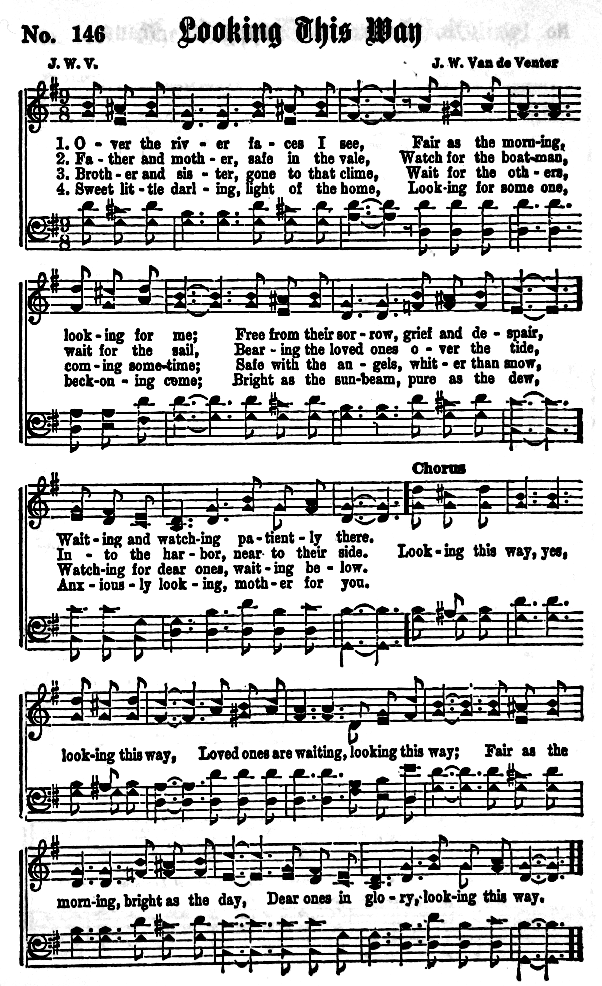 No. 146 Looking This Way
J. W. V. J. W. Van de Venter
1. O - ver the riv - er fa - ces I see, Fair as the morn-ing,
2. Fa - ther and moth - er, safe in the vale, Watch for the boat-man,
3. Broth - er and sis - ter, gone to that clime, Wait for the oth - ers,
4. Sweet lit - tle darl - ing, light of the home, Look-ing for some one,
look-ing for me; Free from their sor - row, grief and de - spair,
wait for the sail, Bear - ing the loved ones o - ver the tide,
com - ing some-time; Safe with the an - gels, whit - er than snow,
beck-on - ing come; Bright as the sun-beam, pure as the dew,
Chorus
Wait - ing and watch-ing pa - tient - ly there.
In - to the har - bor, near to their side. Look-ing this way, yes,
Watch-ing for dear ones, wait - ing be - low.
Anx - ious - ly look - ing, moth - er for you.
look-ing this way, Loved ones are waiting, looking this way; Fair as the
morn-ing, bright as the day, Dear ones in glo - ry, look-ing this way.